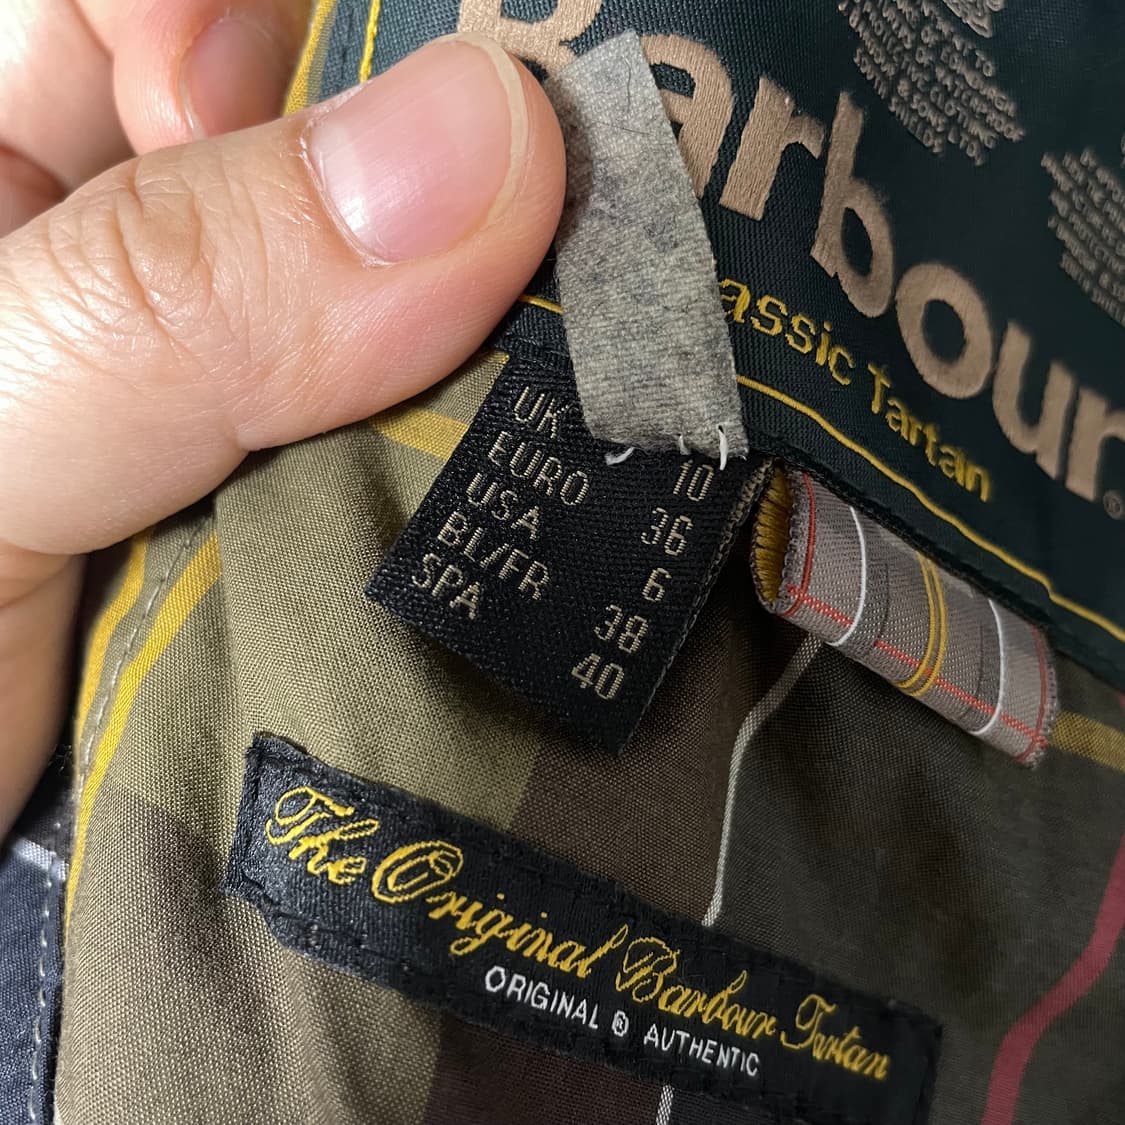 Barbour®
assic Tartan
UK 10
EURO 36
USA 6
BL/FR 38
SPA 40
The Original Barbour Tartan
ORIGINAL ® AUTHENTIC